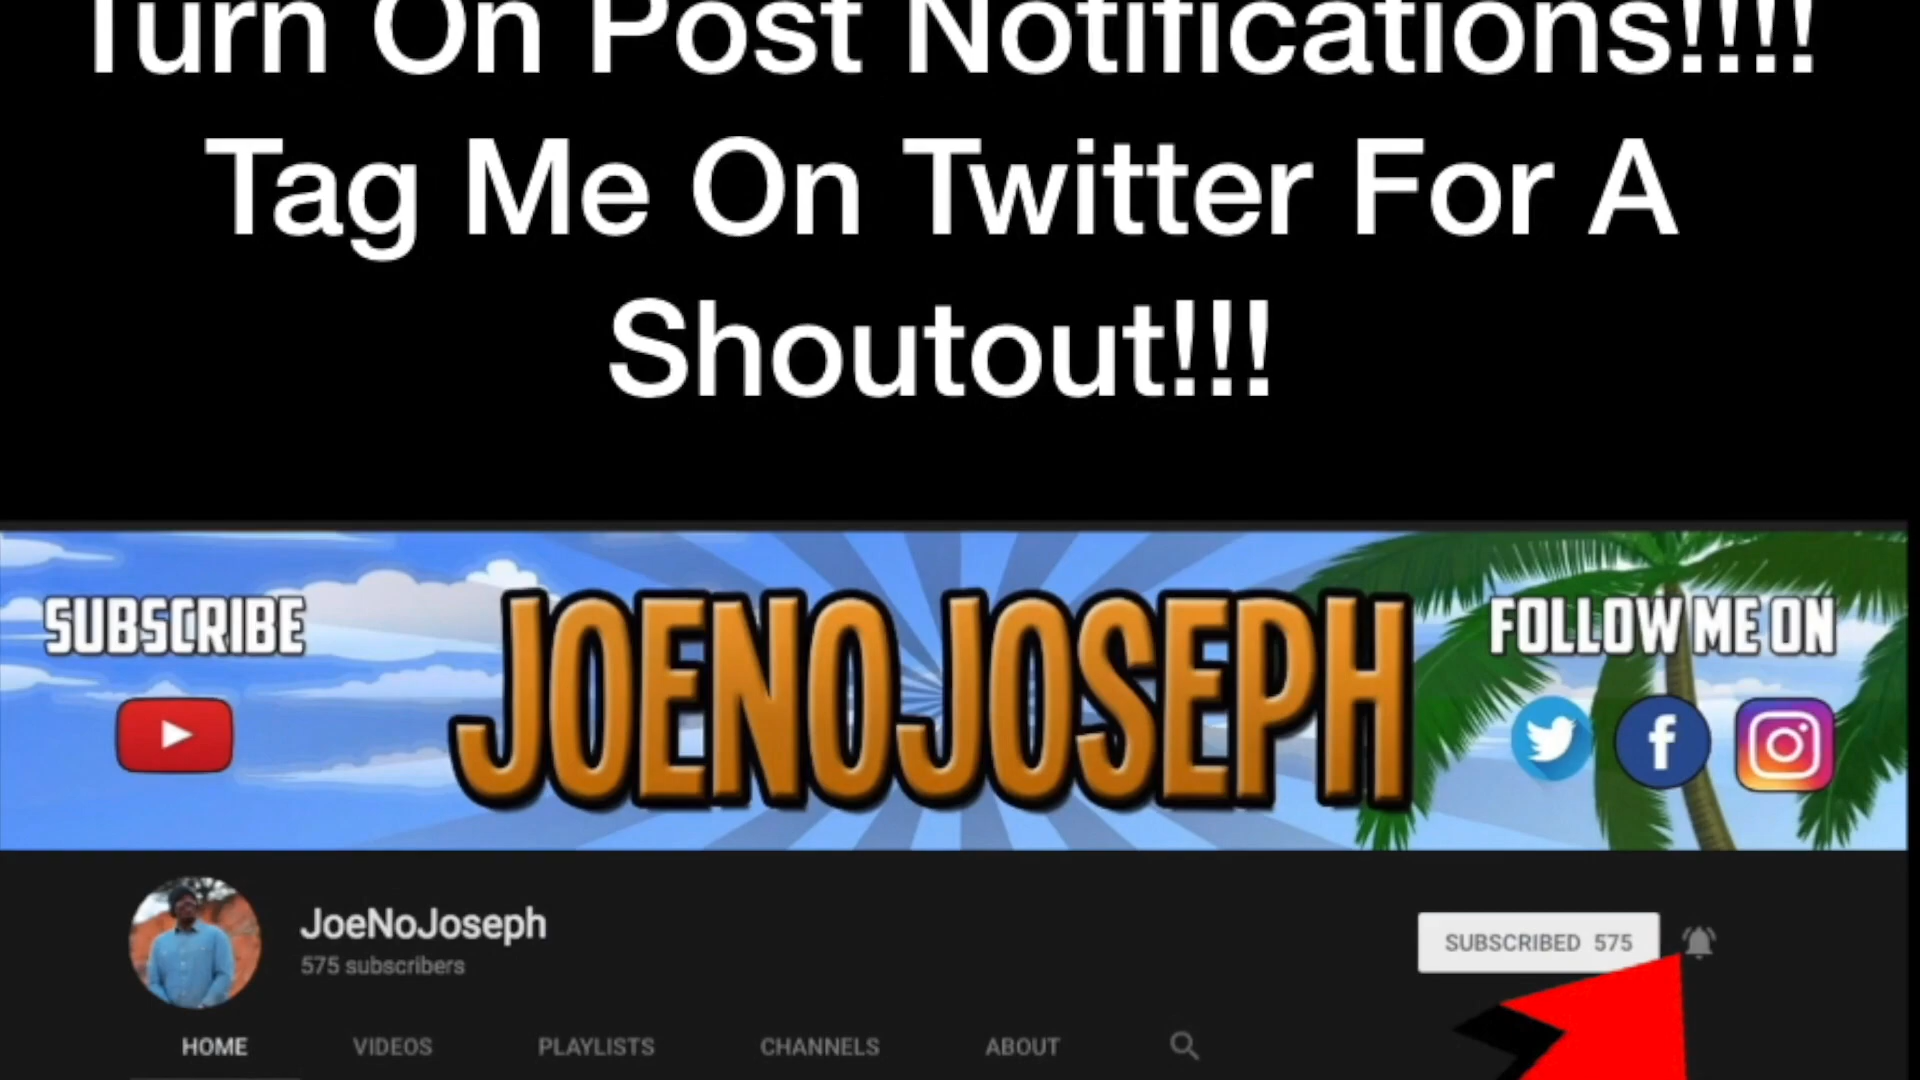 Turn On Post Notifications!!!!
Tag Me On Twitter For A
Shoutout!!!
SUBSCRIBE
JOENOJOSEPH
FOLLOW ME ON
JoeNoJoseph
575 subscribers
SUBSCRIBED 575
HOME VIDEOS PLAYLISTS CHANNELS ABOUT